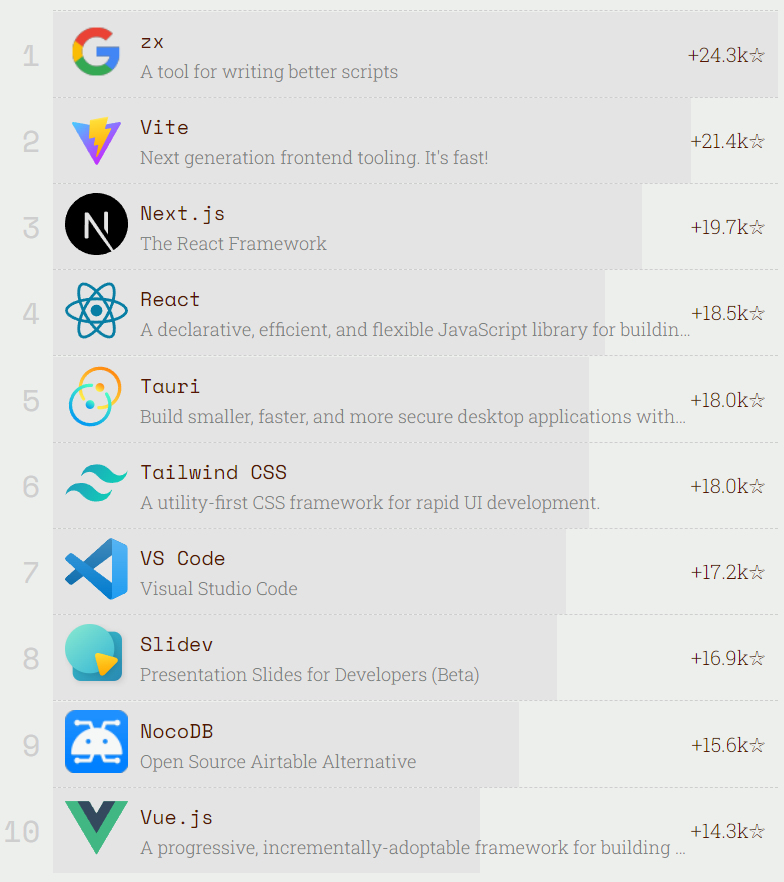 1
zx
A tool for writing better scripts
+24.3k☆
2
Vite
Next generation frontend tooling. It's fast!
+21.4k☆
3
Next.js
The React Framework
+19.7k☆
4
React
A declarative, efficient, and flexible JavaScript library for buildin...
+18.5k☆
5
Tauri
Build smaller, faster, and more secure desktop applications with...
+18.0k☆
6
Tailwind CSS
A utility-first CSS framework for rapid UI development.
+18.0k☆
7
VS Code
Visual Studio Code
+17.2k☆
8
Slidev
Presentation Slides for Developers (Beta)
+16.9k☆
9
NocoDB
Open Source Airtable Alternative
+15.6k☆
10
Vue.js
A progressive, incrementally-adoptable framework for building ...
+14.3k☆